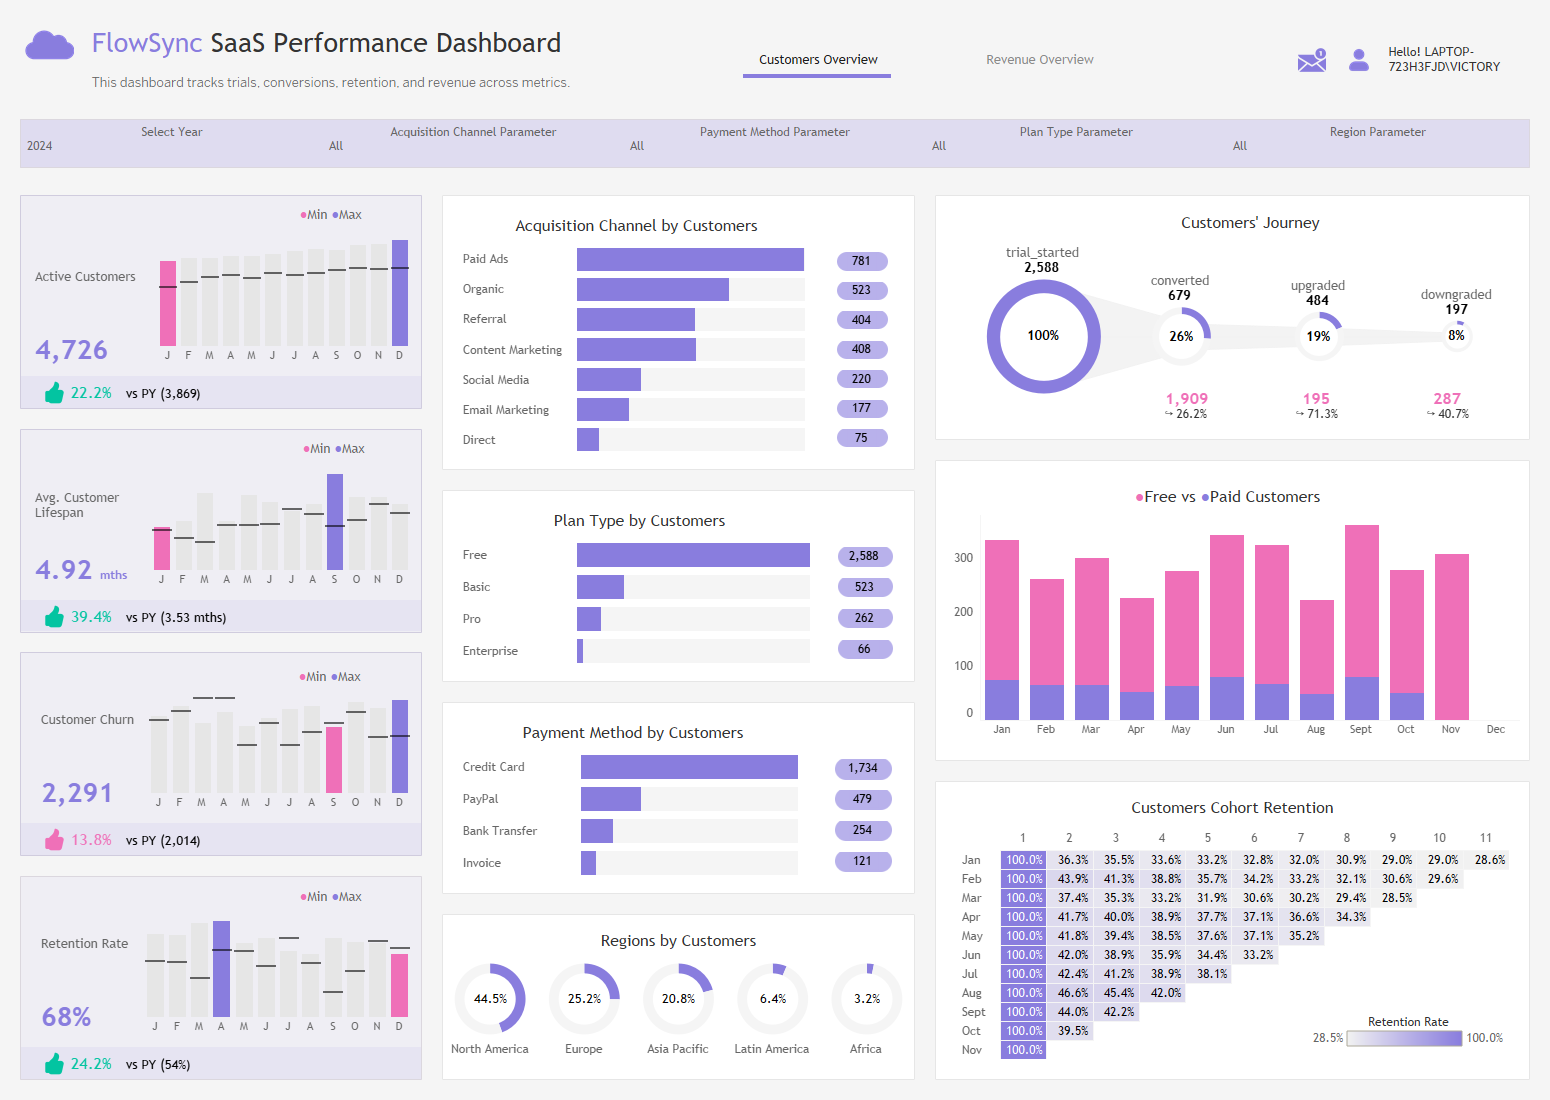 FlowSync SaaS Performance Dashboard
This dashboard tracks trials, conversions, retention, and revenue across metrics.
Customers Overview
Revenue Overview
1
Hello! LAPTOP-
723H3FJD\VICTORY
Select Year
2024
Acquisition Channel Parameter
All
Payment Method Parameter
All
Plan Type Parameter
All
Region Parameter
All
Min Max
Active Customers
4,726
J F M A M J J A S O N D
22.2% vs PY (3,869)
Min Max
Avg. Customer
Lifespan
4.92 mths
J F M A M J J A S O N D
39.4% vs PY (3.53 mths)
Min Max
Customer Churn
2,291
J F M A M J J A S O N D
13.8% vs PY (2,014)
Min Max
Retention Rate
68%
J F M A M J J A S O N D
24.2% vs PY (54%)
Acquisition Channel by Customers
Paid Ads 781
Organic 523
Referral 404
Content Marketing 408
Social Media 220
Email Marketing 177
Direct 75
Plan Type by Customers
Free 2,588
Basic 523
Pro 262
Enterprise 66
Payment Method by Customers
Credit Card 1,734
PayPal 479
Bank Transfer 254
Invoice 121
Regions by Customers
44.5% 25.2% 20.8% 6.4% 3.2%
North America Europe Asia Pacific Latin America Africa
Customers' Journey
trial_started
2,588
100%
converted
679
26%
1,909
↪ 26.2%
upgraded
484
19%
195
↪ 71.3%
downgraded
197
8%
287
↪ 40.7%
Free vs Paid Customers
300
200
100
0
Jan Feb Mar Apr May Jun Jul Aug Sept Oct Nov Dec
Customers Cohort Retention
1 2 3 4 5 6 7 8 9 10 11
Jan 100.0% 36.3% 35.5% 33.6% 33.2% 32.8% 32.0% 30.9% 29.0% 29.0% 28.6%
Feb 100.0% 43.9% 41.3% 38.8% 35.7% 34.2% 33.2% 32.1% 30.6% 29.6%
Mar 100.0% 37.4% 35.3% 33.2% 31.9% 30.6% 30.2% 29.4% 28.5%
Apr 100.0% 41.7% 40.0% 38.9% 37.7% 37.1% 36.6% 34.3%
May 100.0% 41.8% 39.4% 38.5% 37.6% 37.1% 35.2%
Jun 100.0% 42.0% 38.9% 35.9% 34.4% 33.2%
Jul 100.0% 42.4% 41.2% 38.9% 38.1%
Aug 100.0% 46.6% 45.4% 42.0%
Sept 100.0% 44.0% 42.2%
Oct 100.0% 39.5%
Nov 100.0%
Retention Rate
28.5% 100.0%